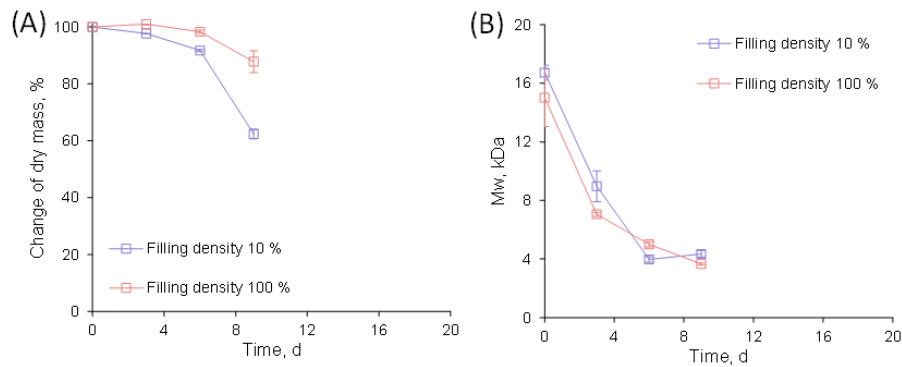 (A)
Change of dry mass, %
100
80
60
40
20
0
Filling density 10 %
Filling density 100 %
0 4 8 12 16 20
Time, d
(B)
Mw, kDa
20
16
12
8
4
0
Filling density 10 %
Filling density 100 %
0 4 8 12 16 20
Time, d